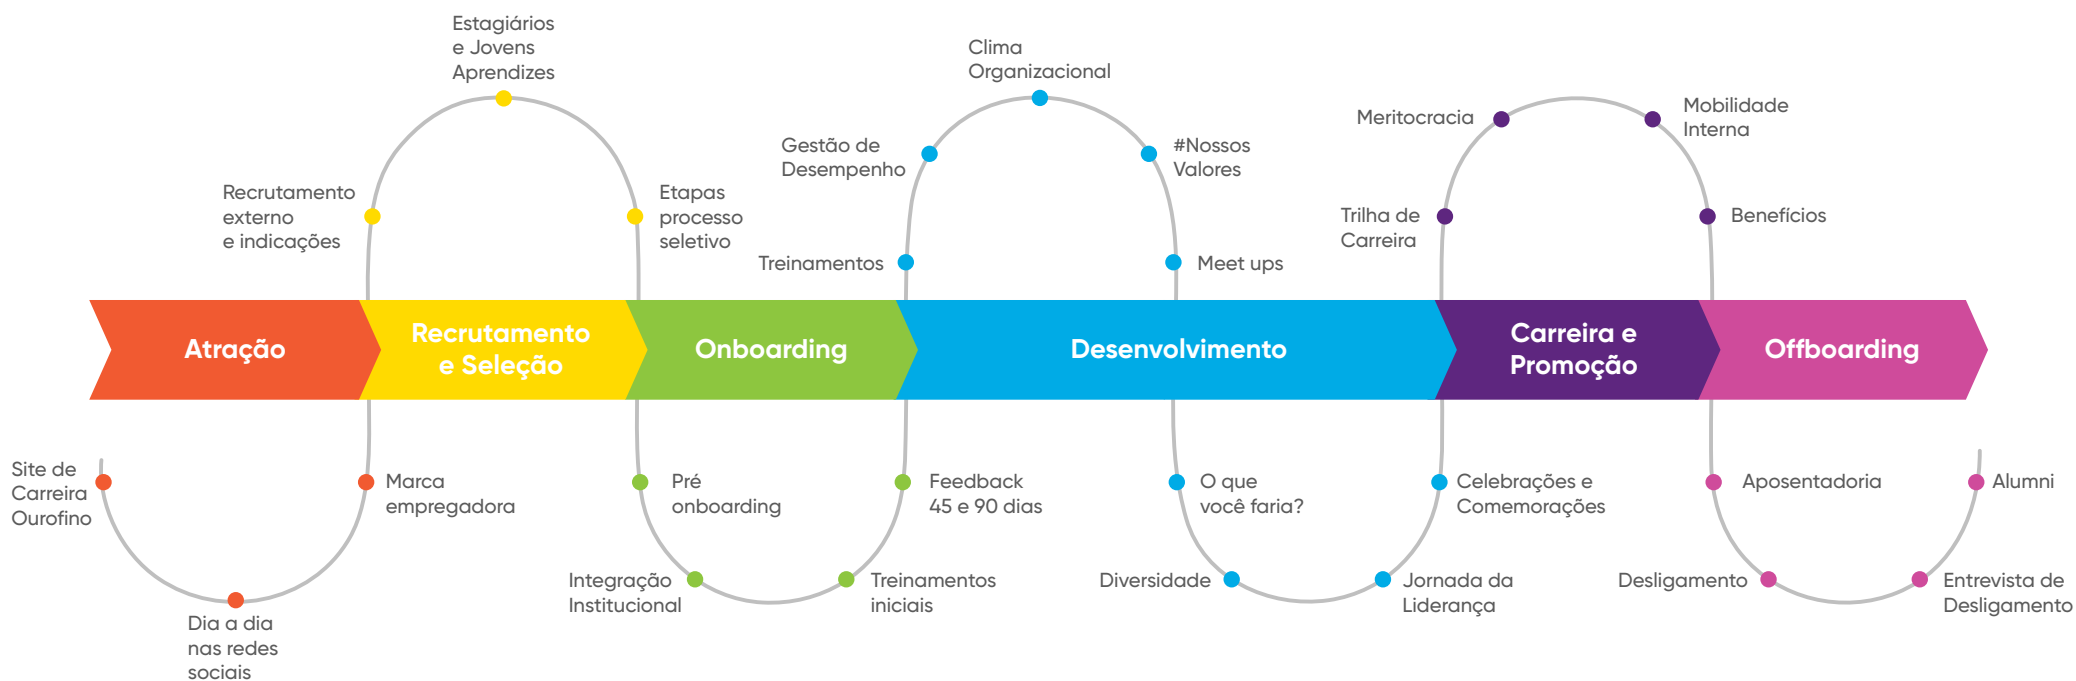 Estagiários
e Jovens
Aprendizes
Clima
Organizacional
Meritocracia
Mobilidade
Interna
Gestão de
Desempenho
#Nossos
Valores
Recrutamento
externo
e indicações
Etapas
processo
seletivo
Trilha de
Carreira
Benefícios
Treinamentos
Meet ups
Atração
Recrutamento
e Seleção
Onboarding
Desenvolvimento
Carreira e
Promoção
Offboarding
Site de
Carreira
Ourofino
Marca
empregadora
Pré
onboarding
Feedback
45 e 90 dias
O que
você faria?
Celebrações e
Comemorações
Aposentadoria
Alumni
Dia a dia
nas redes
sociais
Integração
Institucional
Treinamentos
iniciais
Diversidade
Jornada da
Liderança
Desligamento
Entrevista de
Desligamento